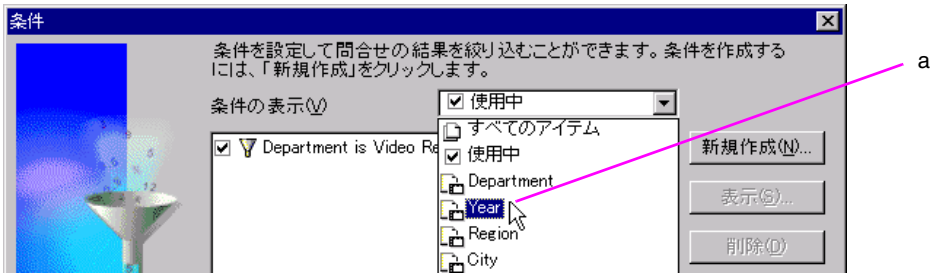 条件
条件を設定して問合せの結果を絞り込むことができます。条件を作成する
には、「新規作成」をクリックします。
a
条件の表示(V)
使用中
すべてのアイテム
Department is Video Re
使用中
新規作成(N)...
Department
表示(S)...
Year
Region
削除(D)
City